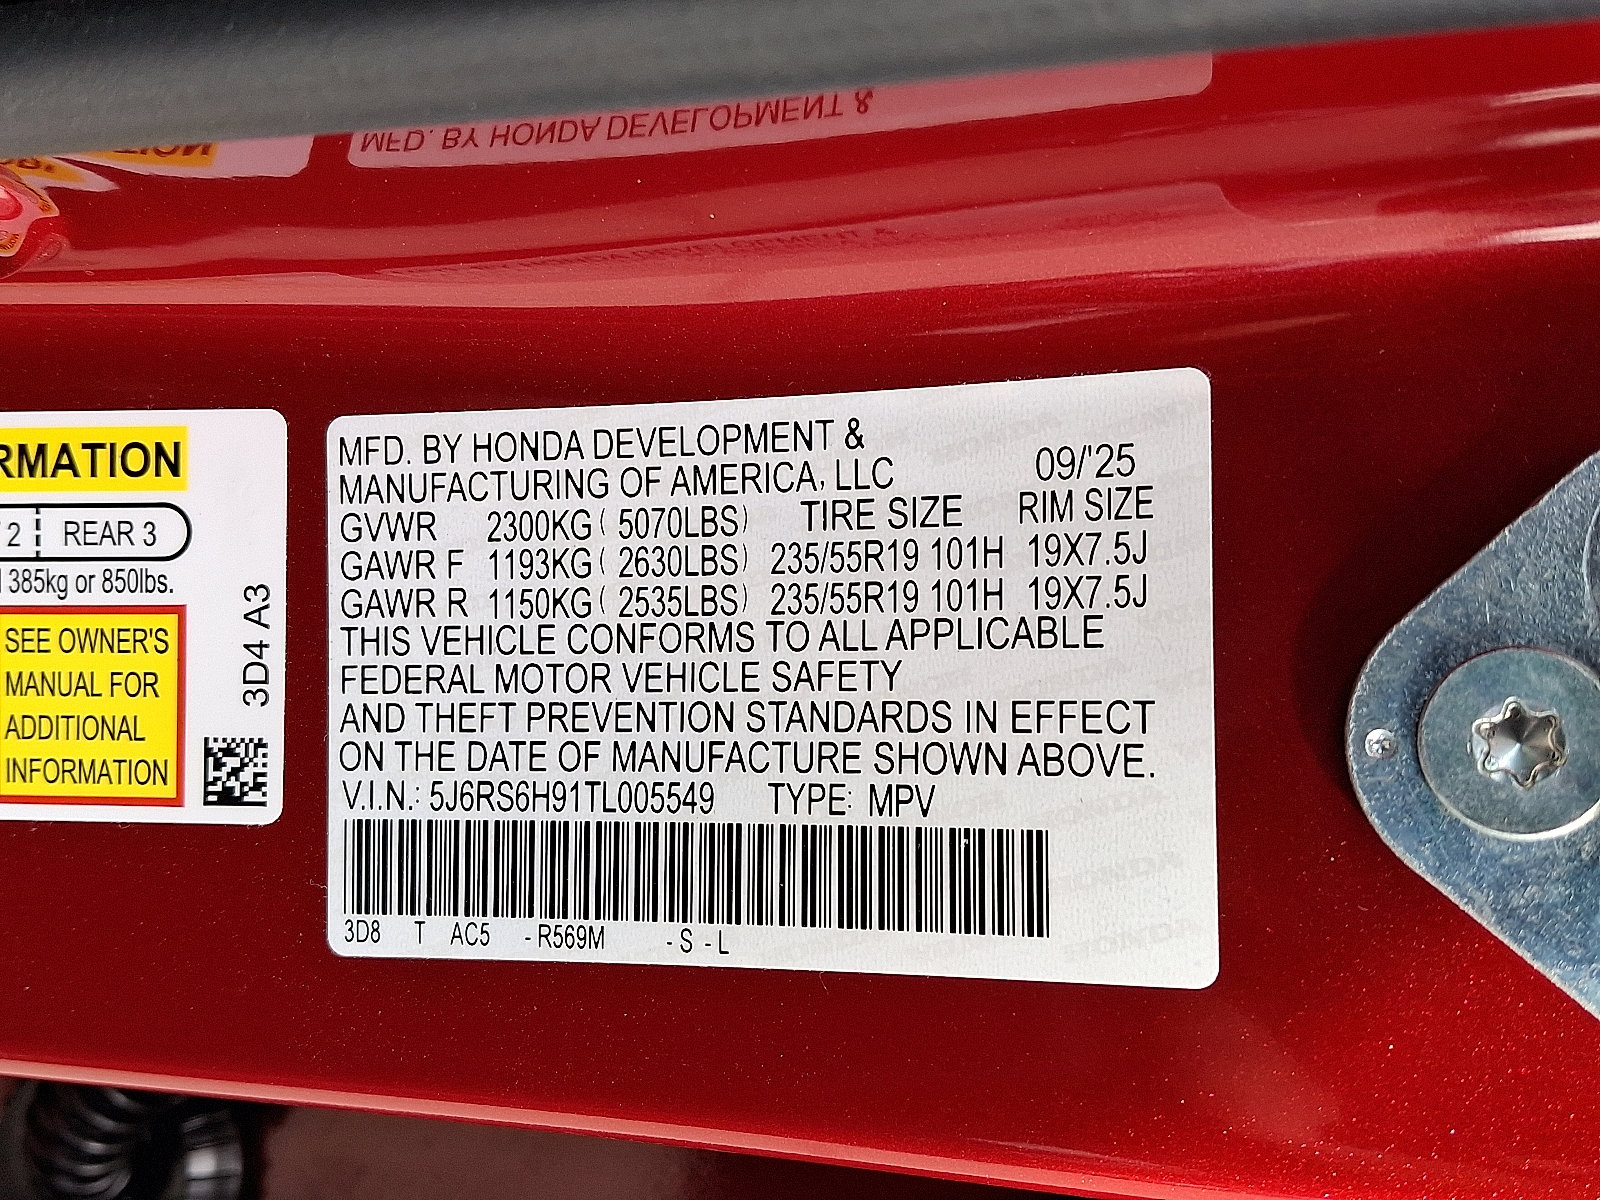 MFD. BY HONDA DEVELOPMENT &
RMATION
2 REAR 3
385kg or 850lbs.
SEE OWNER'S
MANUAL FOR
ADDITIONAL
INFORMATION
3D4 A3
MFD. BY HONDA DEVELOPMENT &
MANUFACTURING OF AMERICA, LLC 09/'25
GVWR 2300KG ( 5070LBS) TIRE SIZE RIM SIZE
GAWR F 1193KG ( 2630LBS) 235/55R19 101H 19X7.5J
GAWR R 1150KG ( 2535LBS) 235/55R19 101H 19X7.5J
THIS VEHICLE CONFORMS TO ALL APPLICABLE
FEDERAL MOTOR VEHICLE SAFETY
AND THEFT PREVENTION STANDARDS IN EFFECT
ON THE DATE OF MANUFACTURE SHOWN ABOVE.
V.I.N.: 5J6RS6H91TL005549 TYPE: MPV
3D8 T AC5 - R569M - S - L